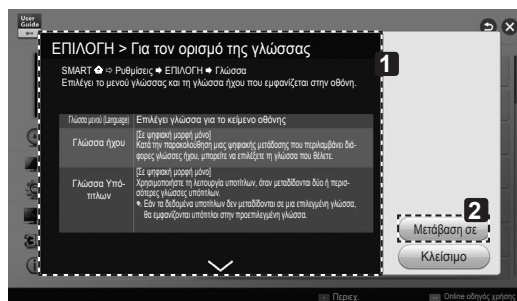 User
Guide
ΕΠΙΛΟΓΗ > Για τον ορισμό της γλώσσας
1
SMART ⇨ Ρυθμίσεις ➡ ΕΠΙΛΟΓΗ ➡ Γλώσσα
Επιλέγει το μενού γλώσσας και τη γλώσσα ήχου που εμφανίζεται στην οθόνη.
Γλώσσα μενού (Language) Επιλέγει γλώσσα για το κείμενο οθόνης
Γλώσσα ήχου
[Σε ψηφιακή μορφή μόνο]
Κατά την παρακολούθηση μιας ψηφιακής μετάδοσης που περιλαμβάνει διά-
φορες γλώσσες ήχου, μπορείτε να επιλέξετε τη γλώσσα που θέλετε.
Γλώσσα Υπό-
τιτλων
[Σε ψηφιακή μορφή μόνο]
Χρησιμοποιήστε τη λειτουργία υποτίτλων, όταν μεταδίδονται δύο ή περισ-
σότερες γλώσσες υπότιτλων.
Εάν τα δεδομένα υποτίτλων δεν μεταδίδονται σε μια επιλεγμένη γλώσσα,
θα εμφανίζονται υπότιτλοι στην προεπιλεγμένη γλώσσα.
2
Μετάβαση σε
Κλείσιμο
Περιεχ.
Online οδηγός χρήσης